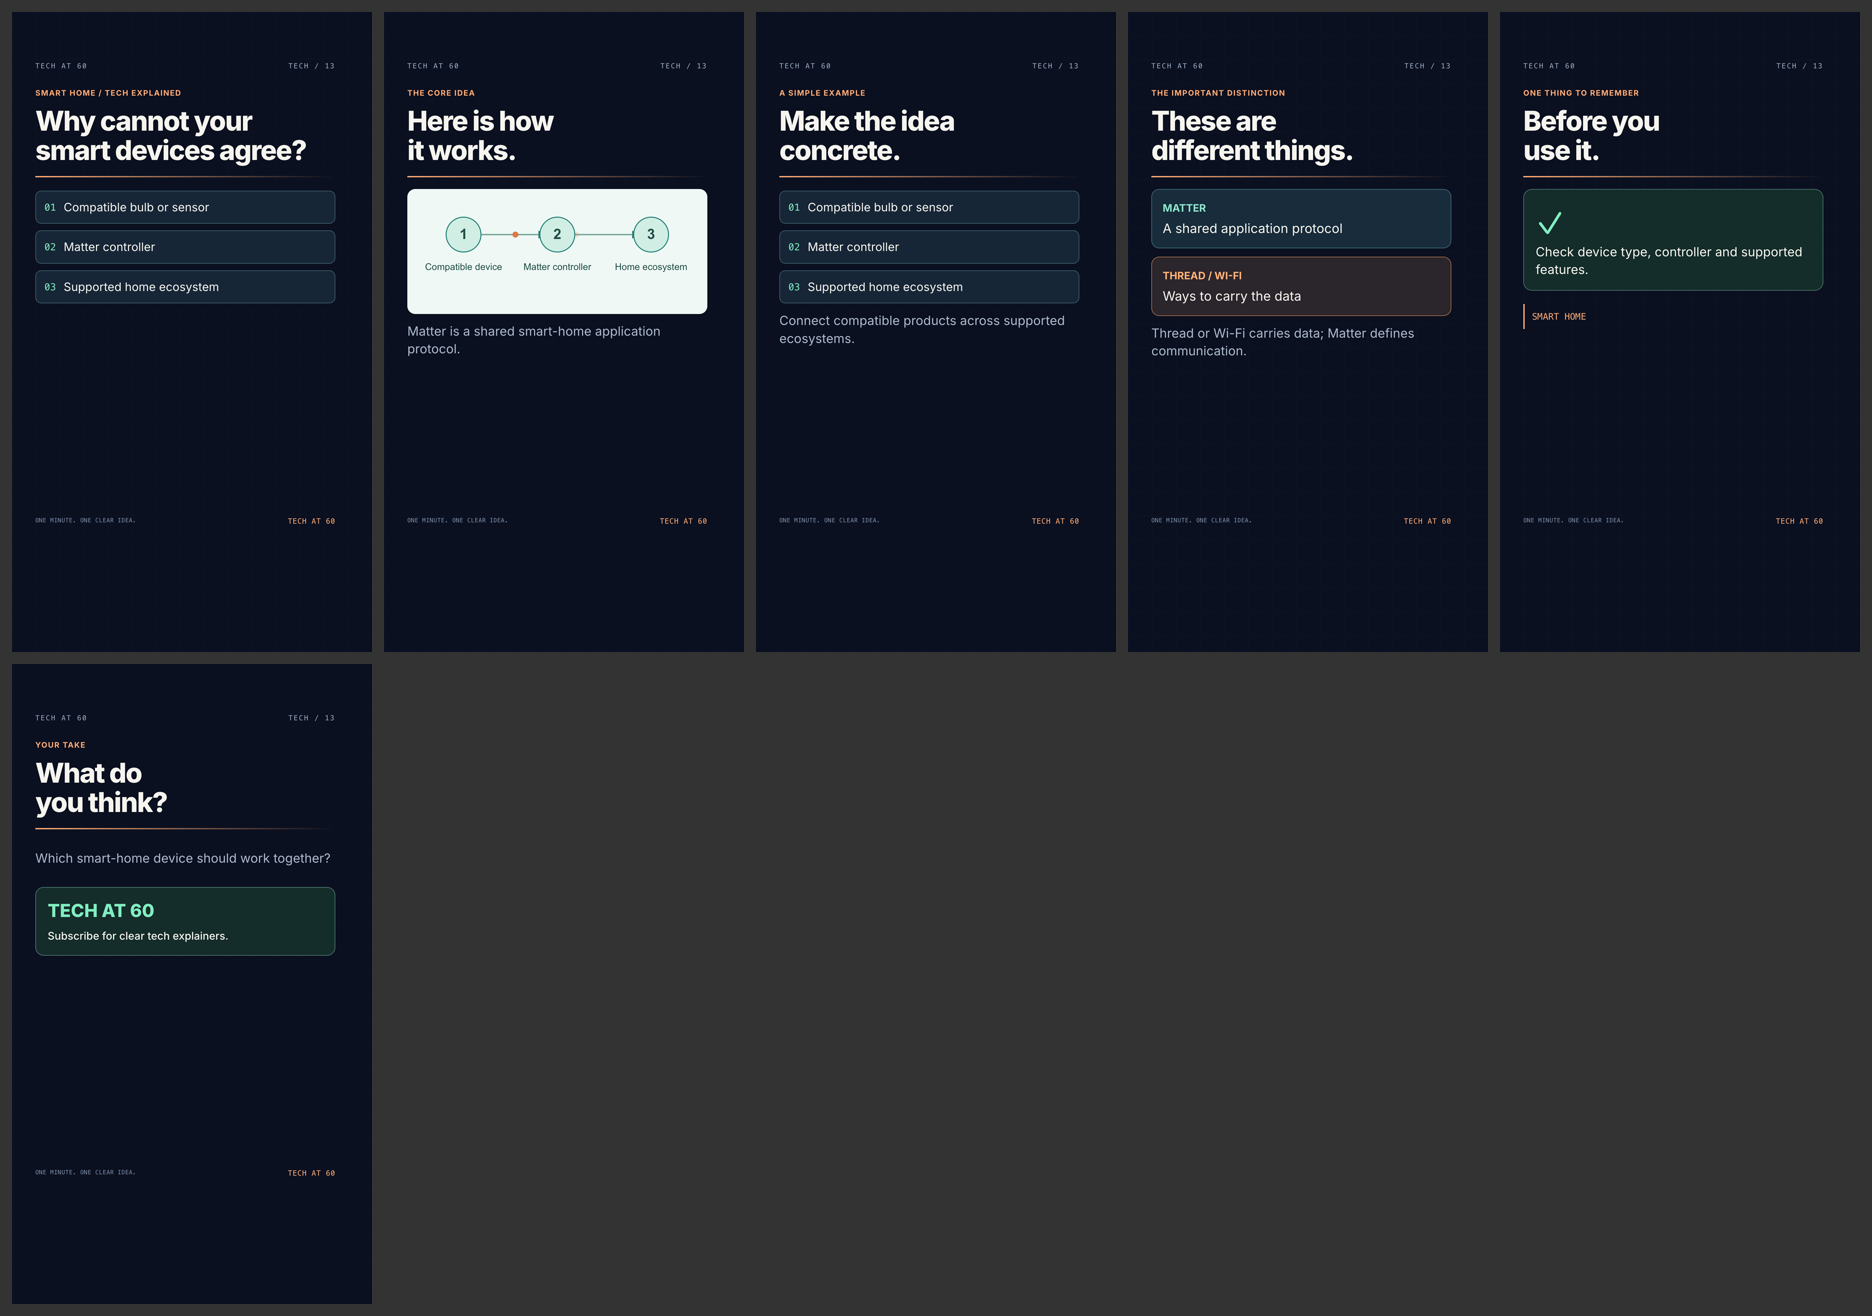 TECH AT 60
TECH / 13
SMART HOME / TECH EXPLAINED
Why cannot your
smart devices agree?
01 Compatible bulb or sensor
02 Matter controller
03 Supported home ecosystem
ONE MINUTE. ONE CLEAR IDEA.
TECH AT 60
TECH AT 60
TECH / 13
THE CORE IDEA
Here is how
it works.
1
2
3
Compatible device
Matter controller
Home ecosystem
Matter is a shared smart-home application
protocol.
ONE MINUTE. ONE CLEAR IDEA.
TECH AT 60
TECH AT 60
TECH / 13
A SIMPLE EXAMPLE
Make the idea
concrete.
01 Compatible bulb or sensor
02 Matter controller
03 Supported home ecosystem
Connect compatible products across supported
ecosystems.
ONE MINUTE. ONE CLEAR IDEA.
TECH AT 60
TECH AT 60
TECH / 13
THE IMPORTANT DISTINCTION
These are
different things.
MATTER
A shared application protocol
THREAD / WI-FI
Ways to carry the data
Thread or Wi-Fi carries data; Matter defines
communication.
ONE MINUTE. ONE CLEAR IDEA.
TECH AT 60
TECH AT 60
TECH / 13
ONE THING TO REMEMBER
Before you
use it.
Check device type, controller and supported
features.
SMART HOME
ONE MINUTE. ONE CLEAR IDEA.
TECH AT 60
TECH AT 60
TECH / 13
YOUR TAKE
What do
you think?
Which smart-home device should work together?
TECH AT 60
Subscribe for clear tech explainers.
ONE MINUTE. ONE CLEAR IDEA.
TECH AT 60